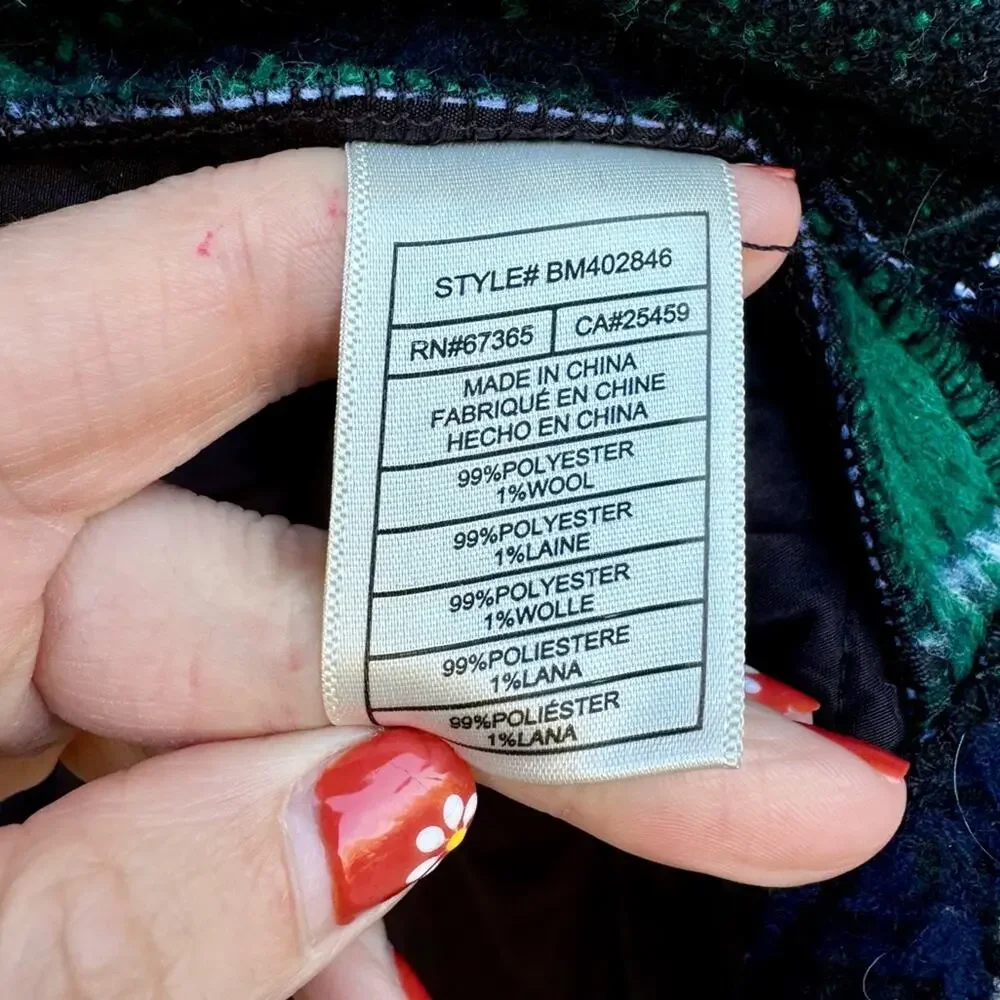 STYLE# BM402846
RN#67365 CA#25459
MADE IN CHINA
FABRIQUÉ EN CHINE
HECHO EN CHINA
99%POLYESTER
1%WOOL
99%POLYESTER
1%LAINE
99%POLYESTER
1%WOLLE
99%POLIESTERE
1%LANA
99%POLIÉSTER
1%LANA